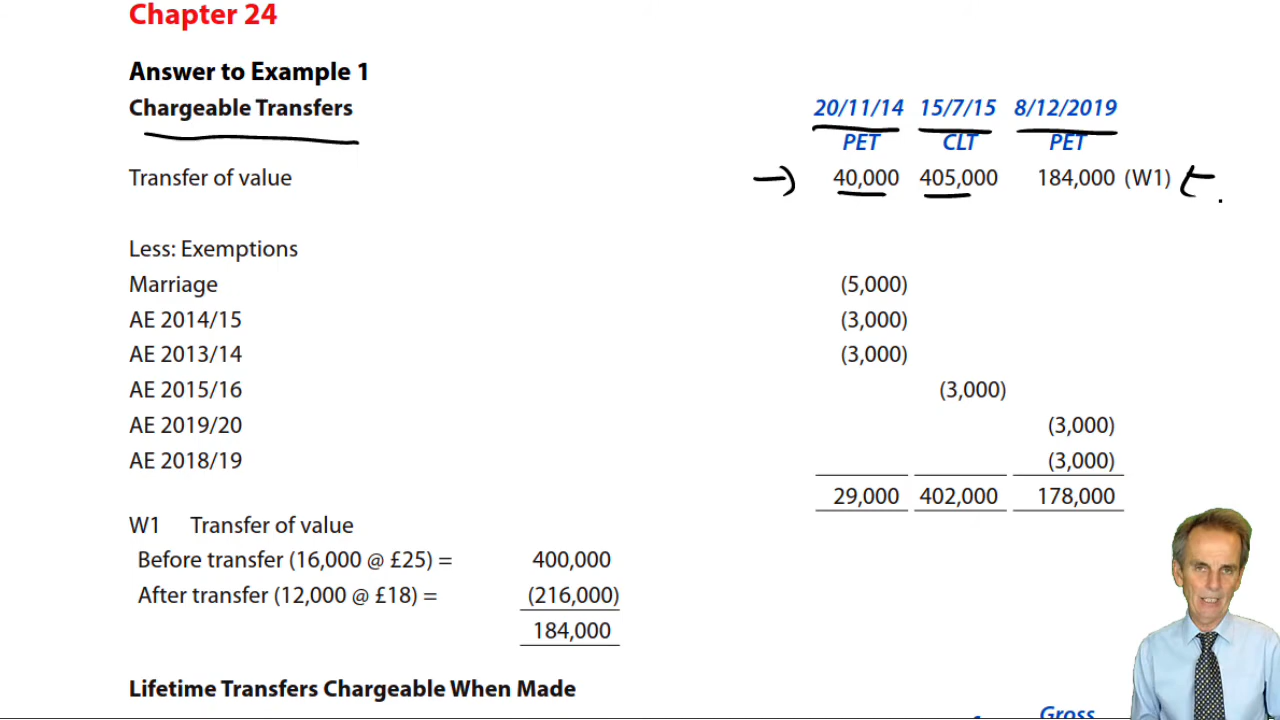 Chapter 24
Answer to Example 1
Chargeable Transfers 20/11/14 15/7/15 8/12/2019
PET CLT PET
Transfer of value 40,000 405,000 184,000 (W1)
Less: Exemptions
Marriage (5,000)
AE 2014/15 (3,000)
AE 2013/14 (3,000)
AE 2015/16 (3,000)
AE 2019/20 (3,000)
AE 2018/19 (3,000)
29,000 402,000 178,000
W1 Transfer of value
Before transfer (16,000 @ £25) = 400,000
After transfer (12,000 @ £18) = (216,000)
184,000
Lifetime Transfers Chargeable When Made
Gross